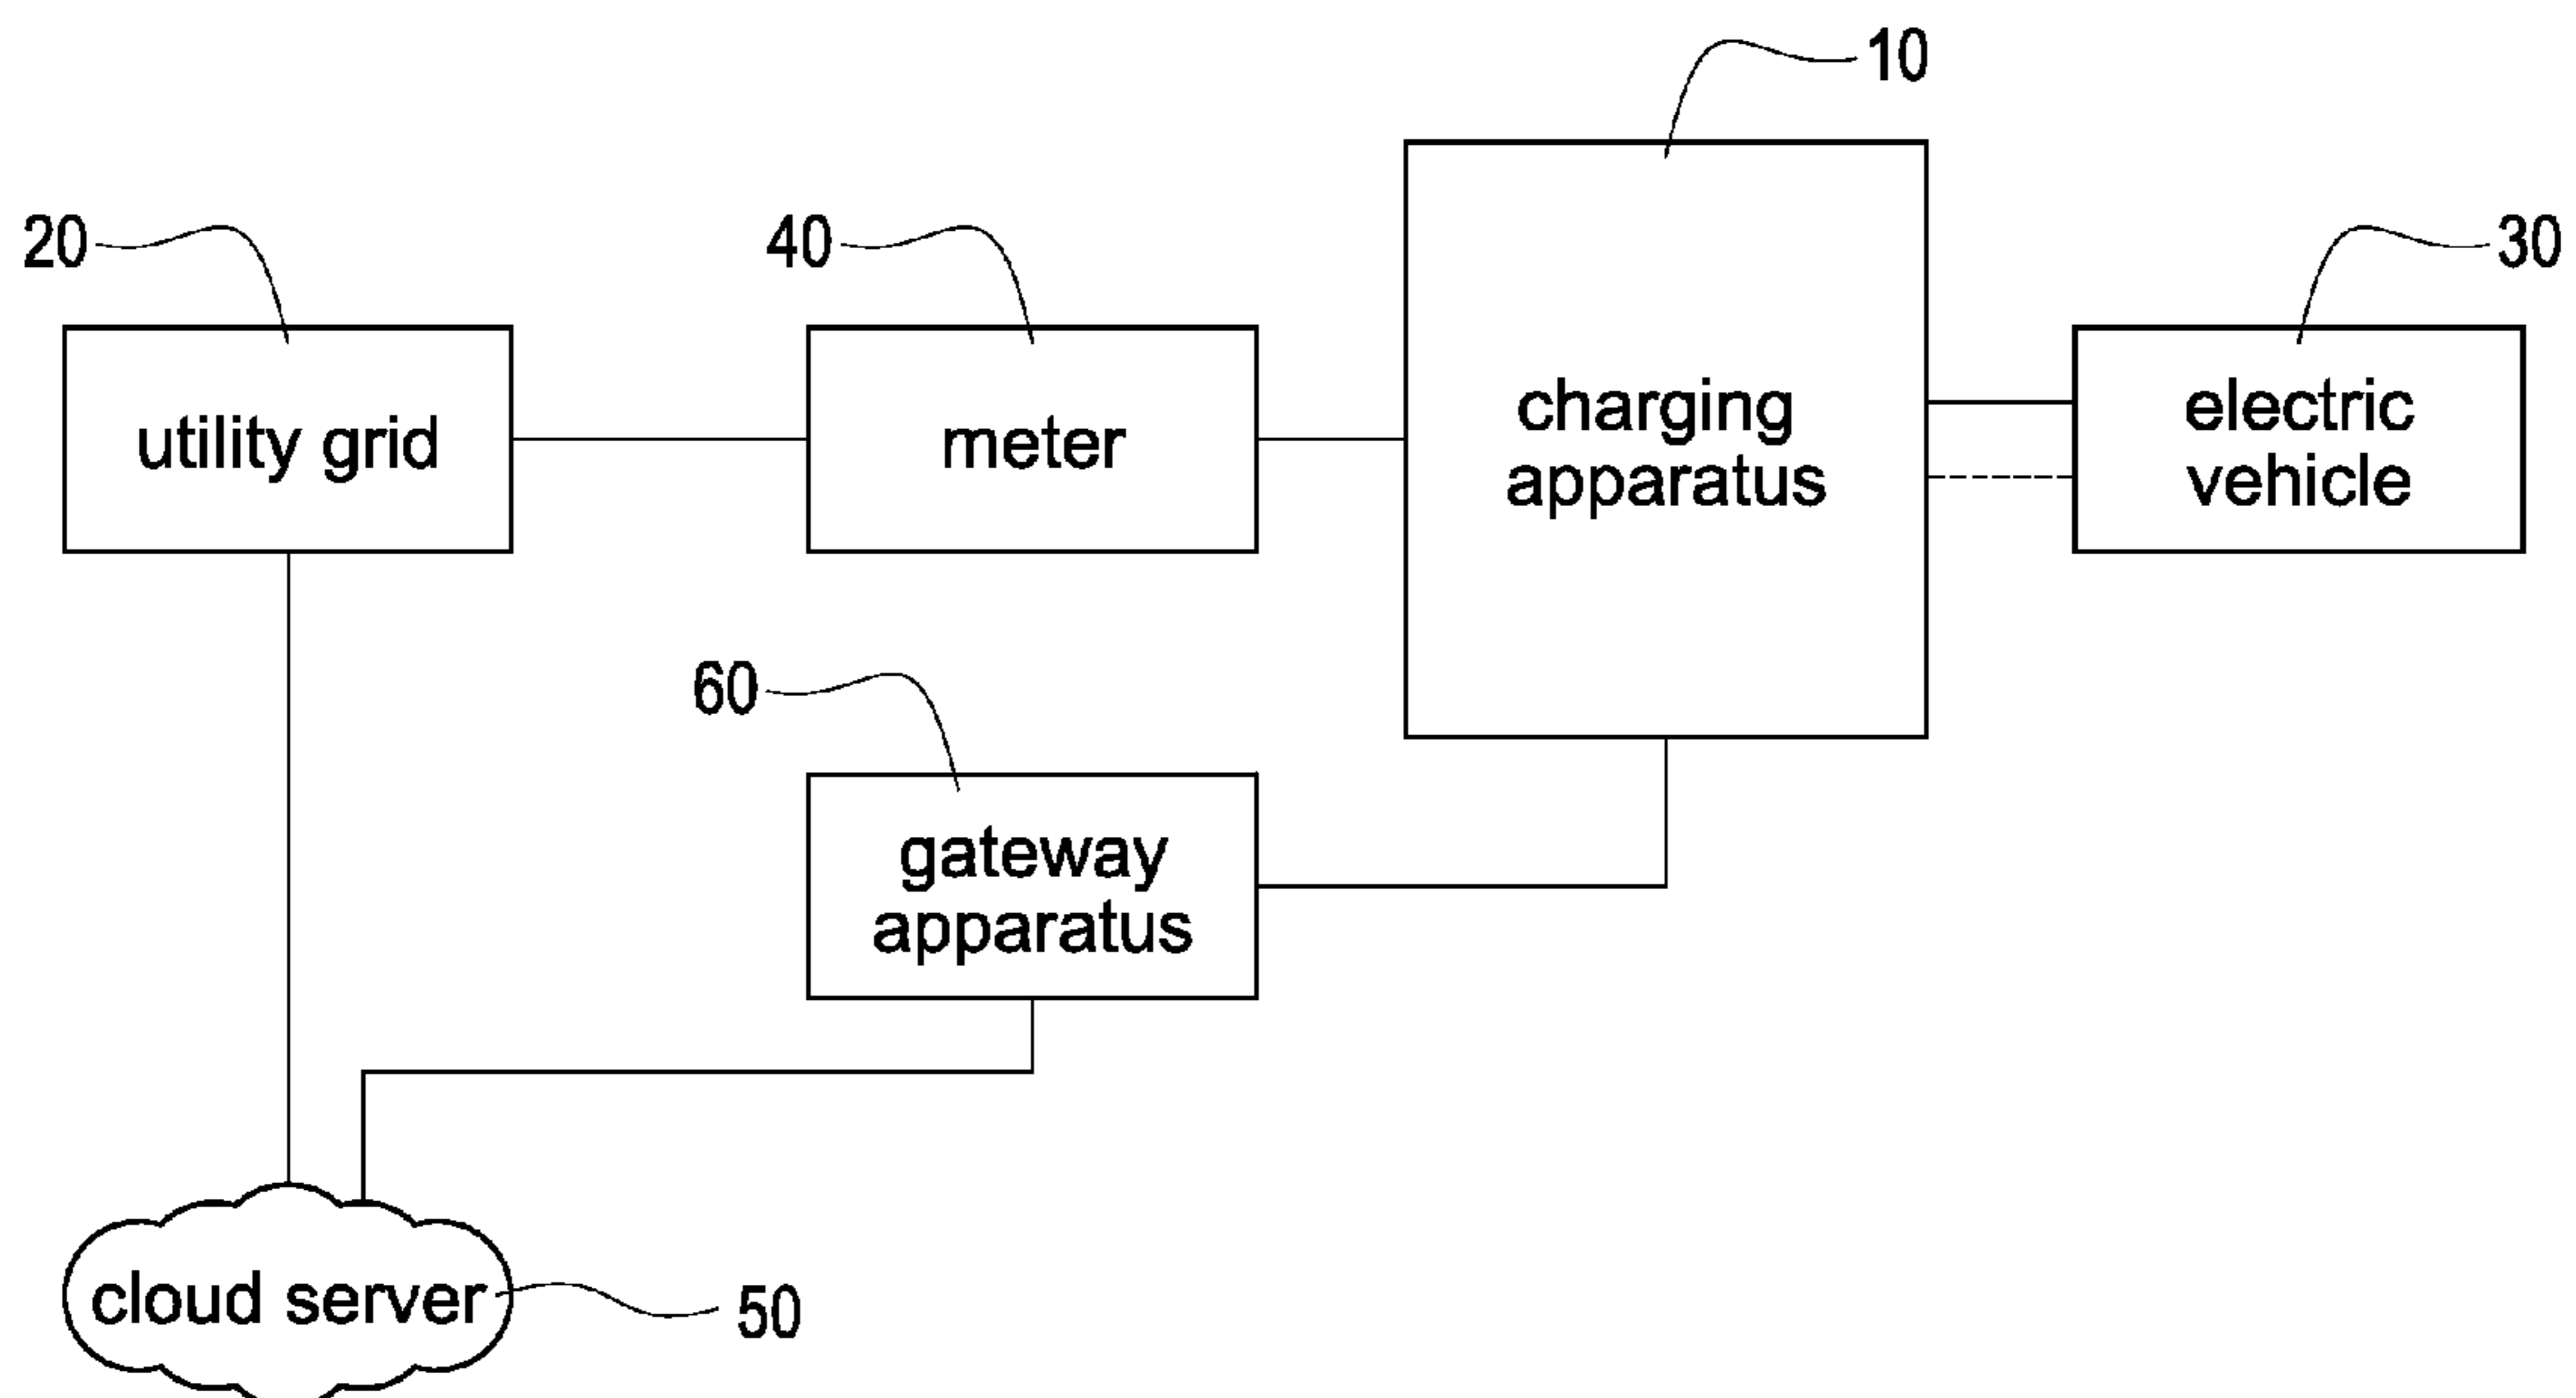 10
20
40
30
utility grid
meter
charging
apparatus
electric
vehicle
60
gateway
apparatus
cloud server
50